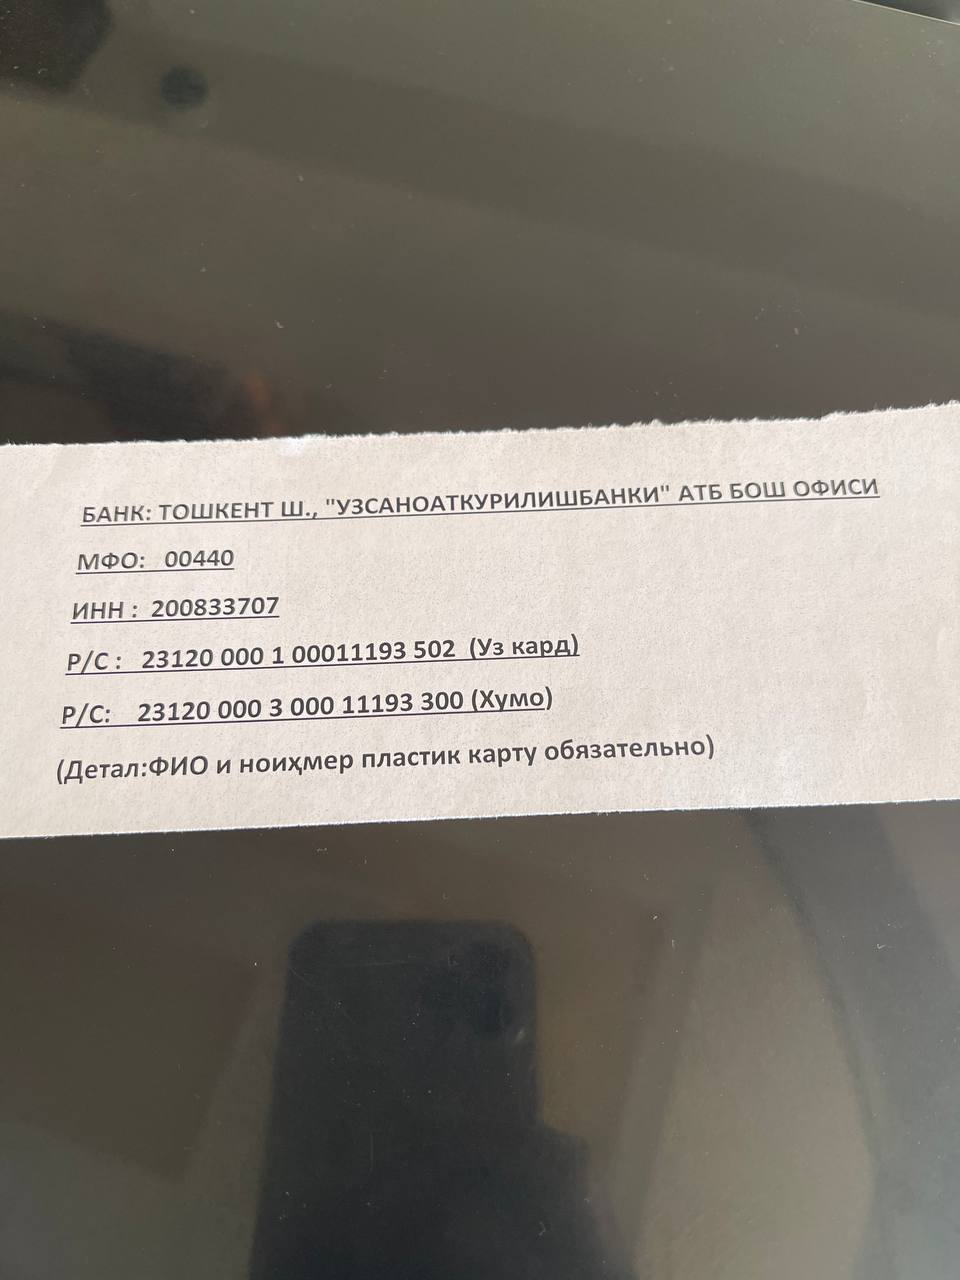 БАНК: ТОШКЕНТ Ш., "УЗСАНОАТКУРИЛИШБАНКИ" АТБ БОШ ОФИСИ
МФО: 00440
ИНН : 200833707
Р/С : 23120 000 1 00011193 502 (Уз кард)
Р/С: 23120 000 3 000 11193 300 (Хумо)
(Детал:ФИО и ноиҳмер пластик карту обязательно)